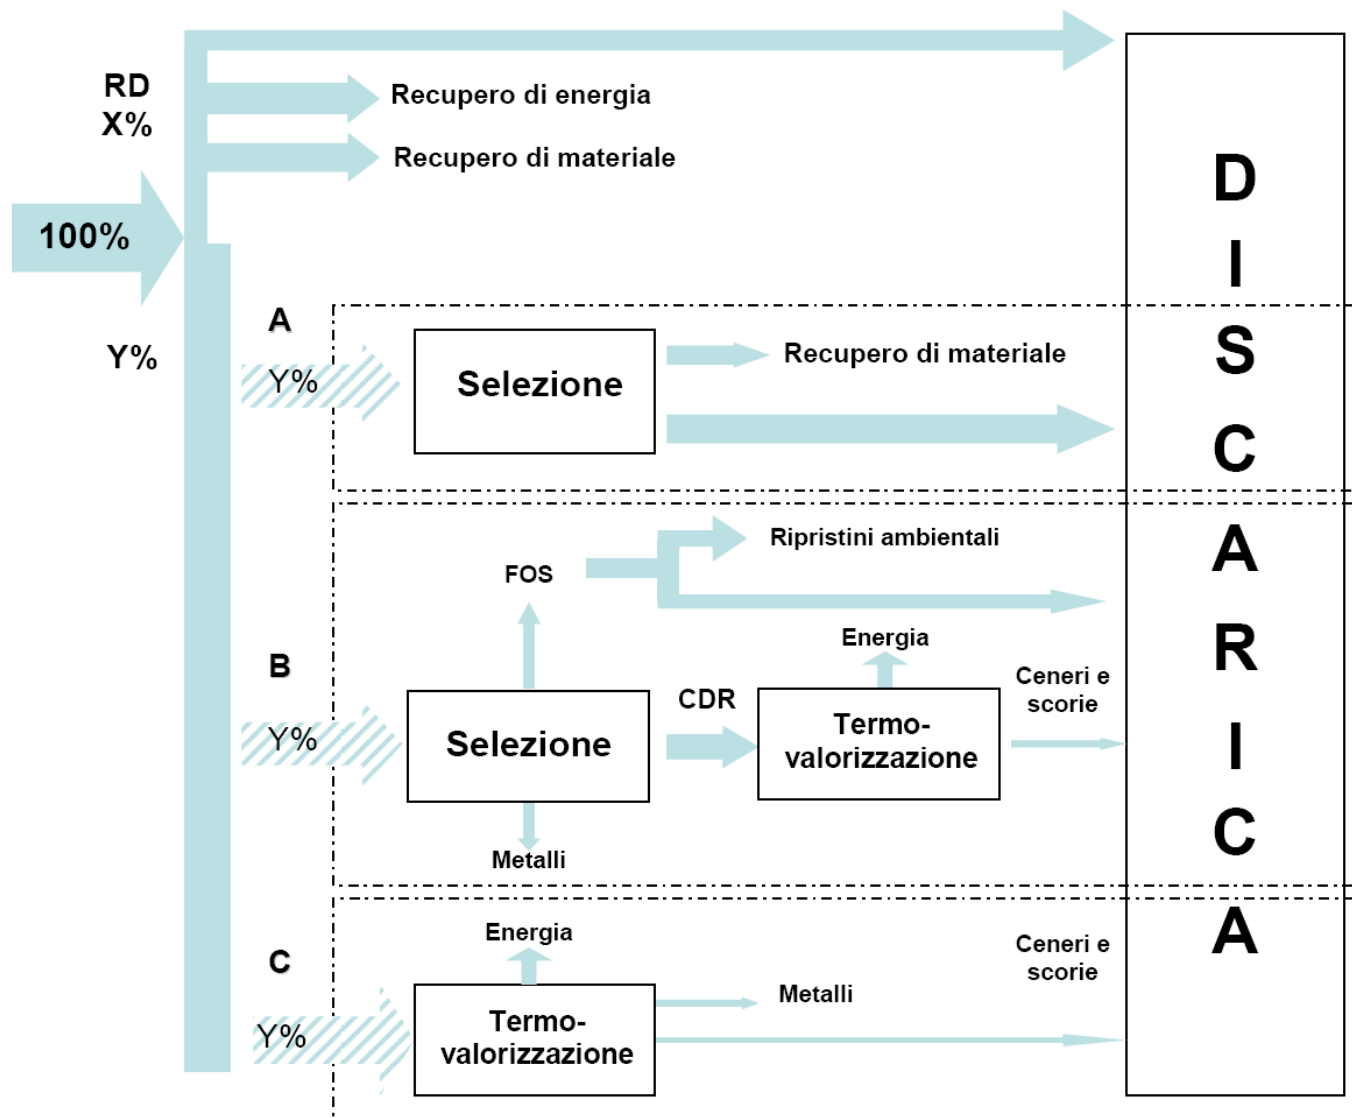 RD
X%
Recupero di energia
Recupero di materiale
100%
Y%
A
Y%
Selezione
Recupero di materiale
B
Y%
FOS
Ripristini ambientali
Selezione
Metalli
CDR
Energia
Termo-
valorizzazione
Ceneri e
scorie
C
Y%
Energia
Termo-
valorizzazione
Metalli
Ceneri e
scorie
D
I
S
C
A
R
I
C
A